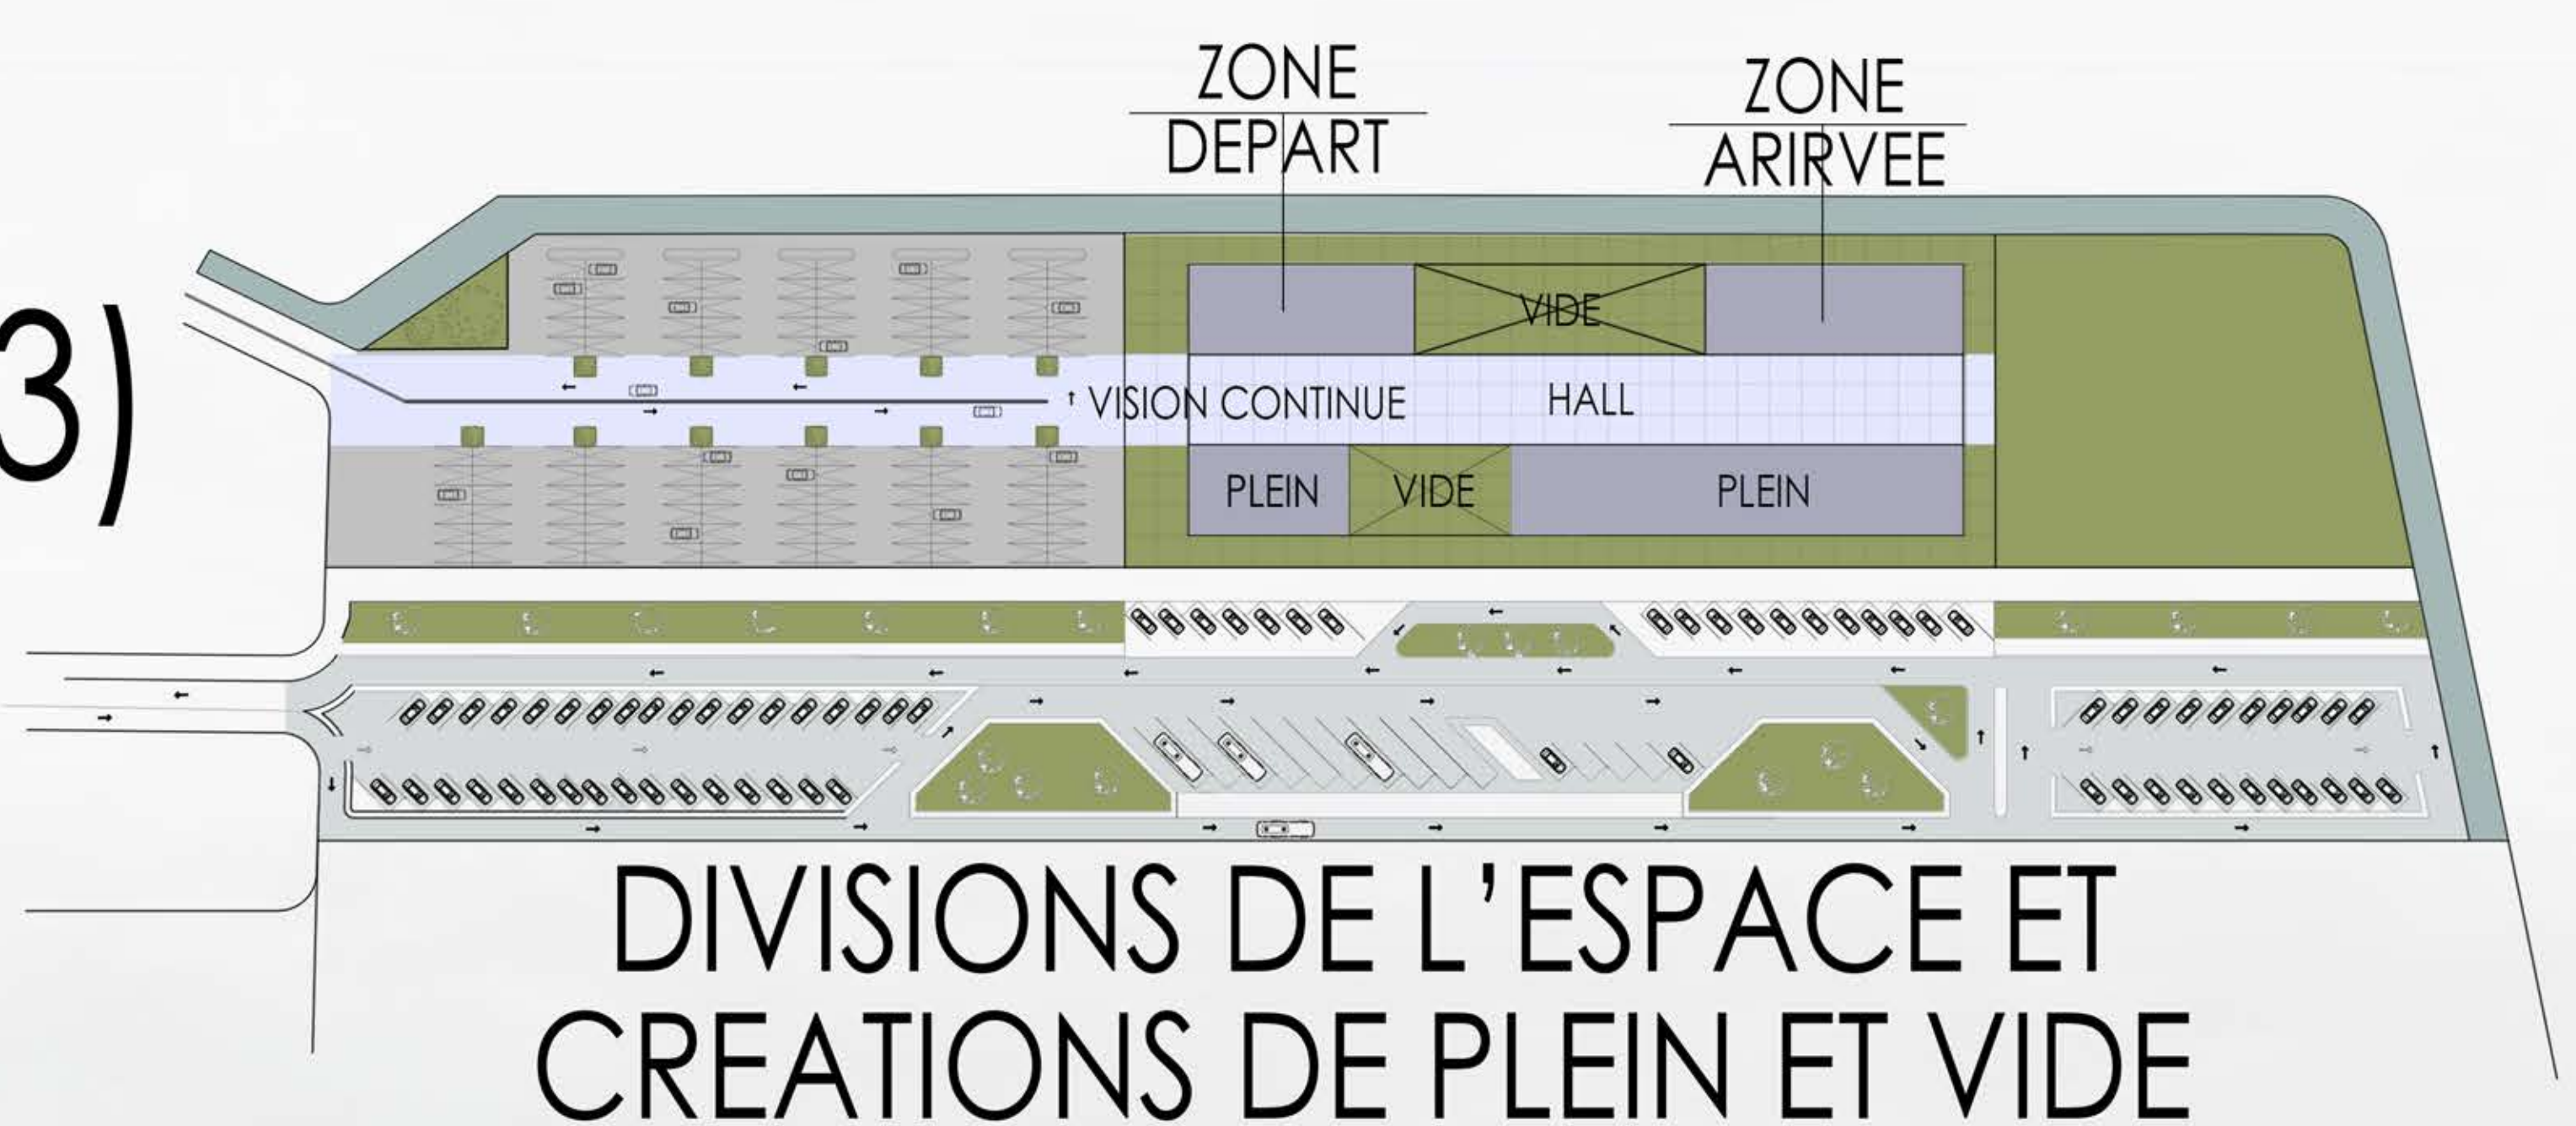 ZONE
DEPART
ZONE
ARIRVEE
3)
VIDE
VISION CONTINUE
HALL
PLEIN
VIDE
PLEIN
DIVISIONS DE L'ESPACE ET
CREATIONS DE PLEIN ET VIDE